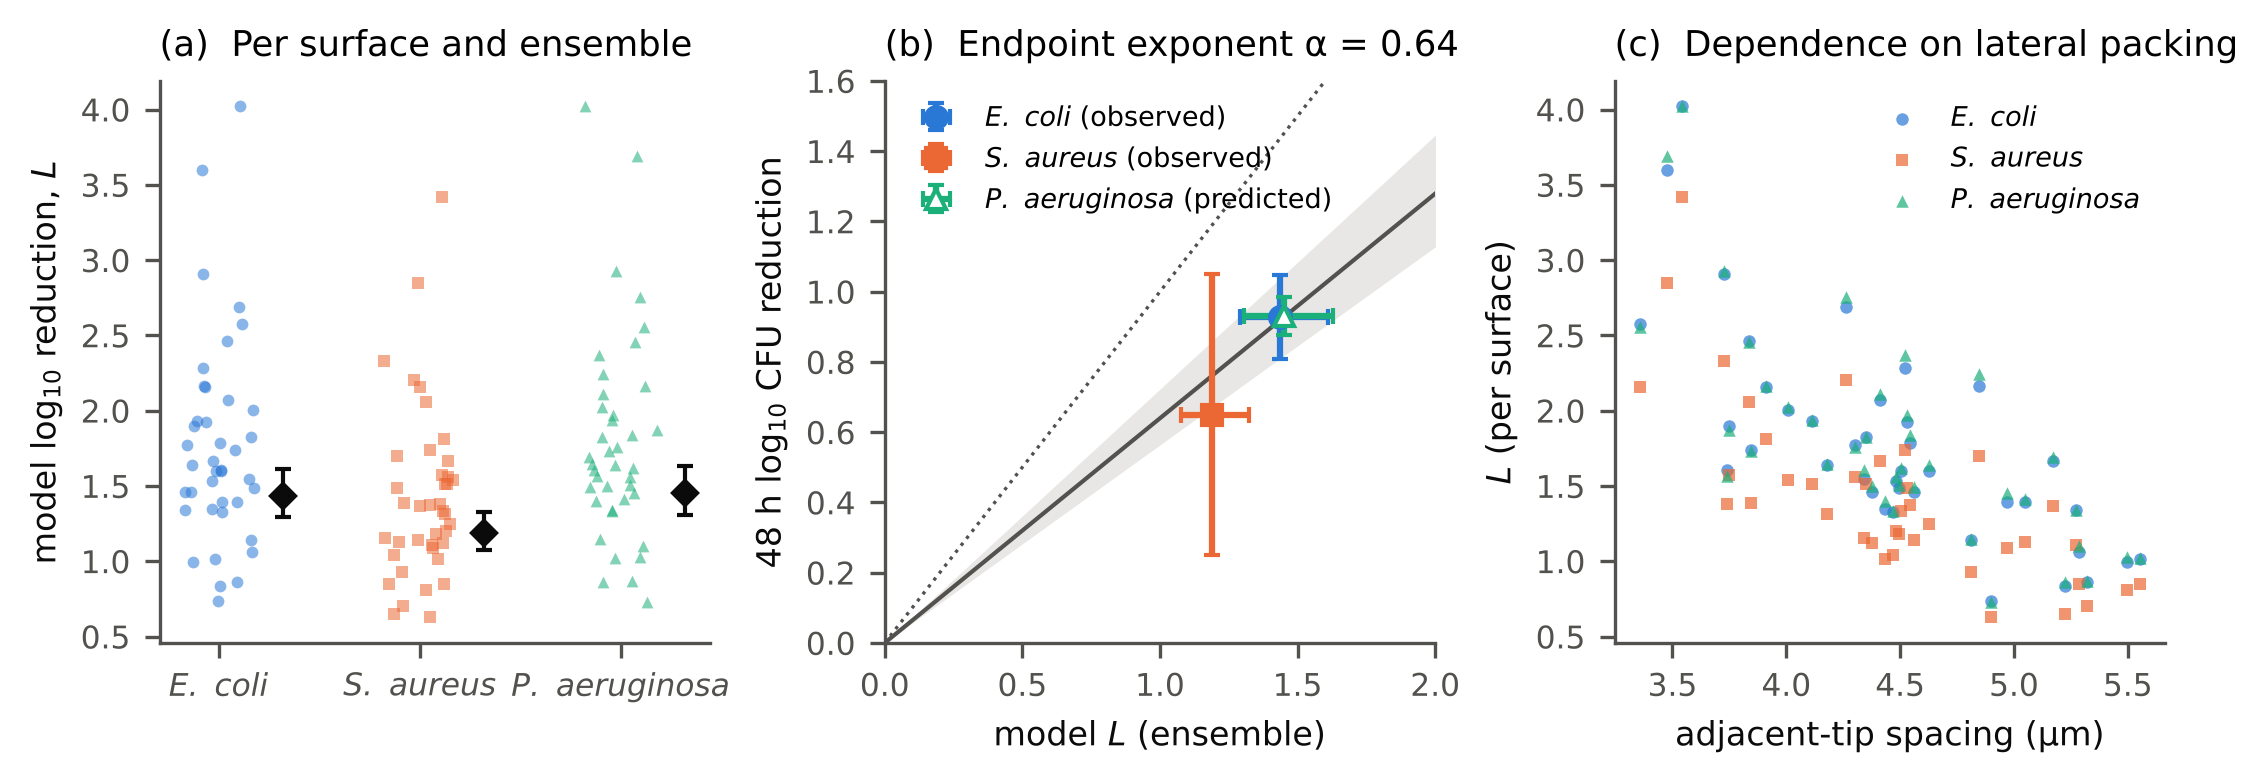 (a) Per surface and ensemble
model log10 reduction, L
4.0
3.5
3.0
2.5
2.0
1.5
1.0
0.5
E. coli
S. aureus
P. aeruginosa
(b) Endpoint exponent α = 0.64
48 h log10 CFU reduction
1.6
1.4
1.2
1.0
0.8
0.6
0.4
0.2
0.0
E. coli (observed)
S. aureus (observed)
P. aeruginosa (predicted)
0.0
0.5
1.0
1.5
2.0
model L (ensemble)
(c) Dependence on lateral packing
L (per surface)
4.0
3.5
3.0
2.5
2.0
1.5
1.0
0.5
E. coli
S. aureus
P. aeruginosa
3.5
4.0
4.5
5.0
5.5
adjacent-tip spacing (μm)